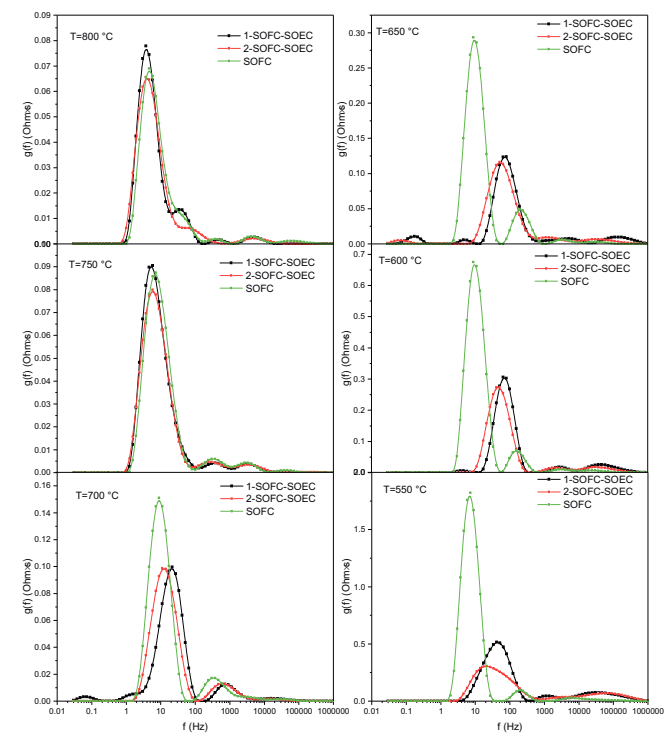 T=800 °C
1-SOFC-SOEC
2-SOFC-SOEC
SOFC
0.09
0.08
0.07
0.06
0.05
0.04
0.03
0.02
0.01
g(f) (Ohm×s)
T=650 °C
1-SOFC-SOEC
2-SOFC-SOEC
SOFC
0.30
0.25
0.20
0.15
0.10
0.05
0.00
g(f) (Ohm×s)
T=750 °C
1-SOFC-SOEC
2-SOFC-SOEC
SOFC
0.09
0.08
0.07
0.06
0.05
0.04
0.03
0.02
0.01
0.00
g(f) (Ohm×s)
T=600 °C
1-SOFC-SOEC
2-SOFC-SOEC
SOFC
0.7
0.6
0.5
0.4
0.3
0.2
0.1
g(f) (Ohm×s)
T=700 °C
1-SOFC-SOEC
2-SOFC-SOEC
SOFC
0.16
0.14
0.12
0.10
0.08
0.06
0.04
0.02
0.00
g(f) (Ohm×s)
0.01 0.1 1 10 100 1000 10000 100000 1000000
f (Hz)
T=550 °C
1-SOFC-SOEC
2-SOFC-SOEC
SOFC
1.5
1.0
0.5
0.0
g(f) (Ohm×s)
0.01 0.1 1 10 100 1000 10000 100000 1000000
f (Hz)